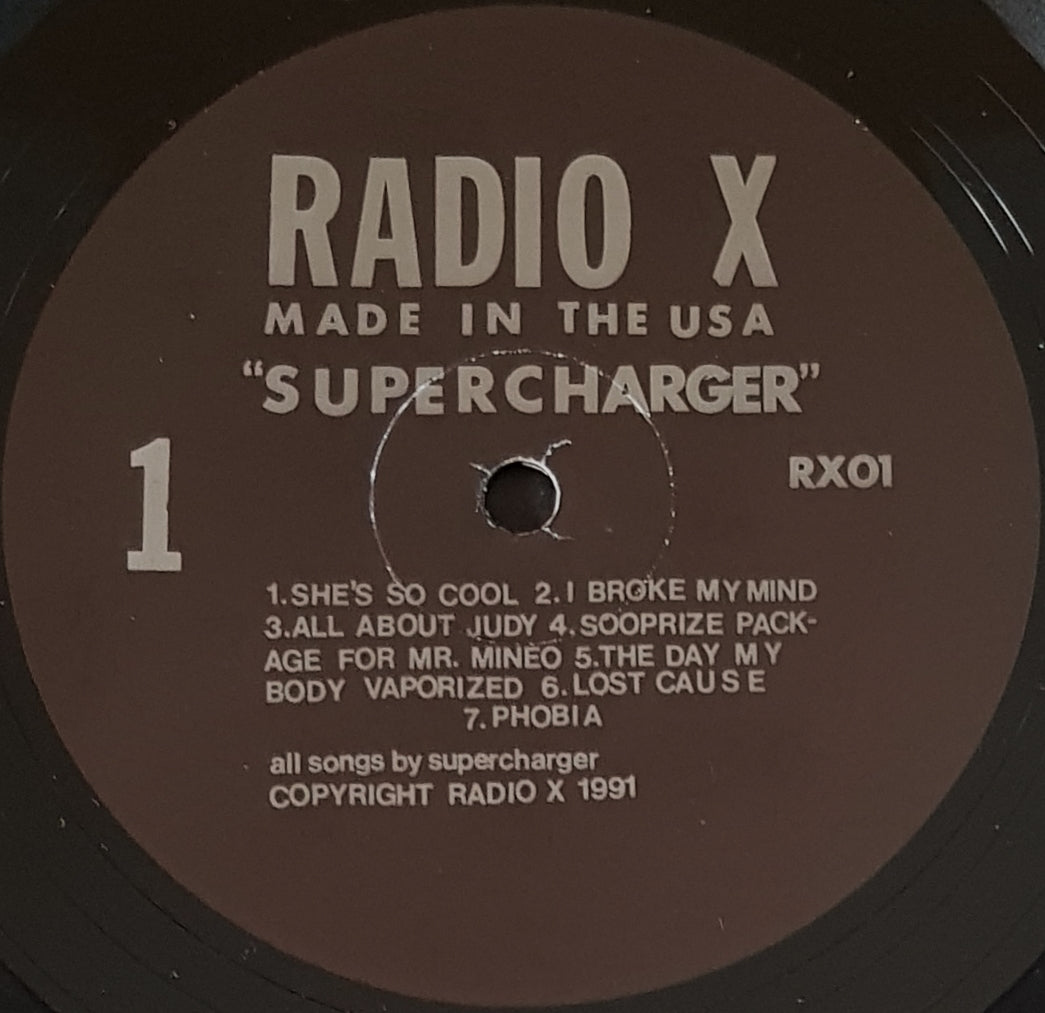 RADIO X
MADE IN THE USA
"SUPERCHARGER"
1
RX01
1.SHE'S SO COOL 2.I BROKE MY MIND
3.ALL ABOUT JUDY 4.SOOPRIZE PACK-
AGE FOR MR. MINEO 5.THE DAY MY
BODY VAPORIZED 6.LOST CAUSE
7.PHOBIA
all songs by supercharger
COPYRIGHT RADIO X 1991